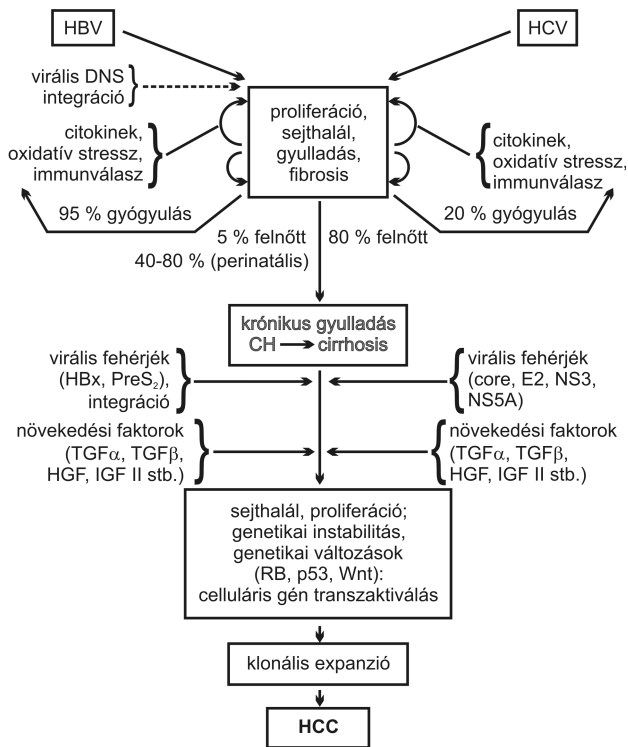 HBV
HCV
virális DNS
integráció
proliferáció,
sejthalál,
gyulladás,
fibrosis
citokinek,
oxidatív stressz,
immunválasz
citokinek,
oxidatív stressz,
immunválasz
95 % gyógyulás
20 % gyógyulás
5 % felnőtt
40-80 % (perinatális)
80 % felnőtt
krónikus gyulladás
CH cirrhosis
virális fehérjék
(HBx, PreS₂),
integráció
virális fehérjék
(core, E2, NS3,
NS5A)
növekedési faktorok
(TGFα, TGFβ,
HGF, IGF II stb.)
növekedési faktorok
(TGFα, TGFβ,
HGF, IGF II stb.)
sejthalál, proliferáció;
genetikai instabilitás,
genetikai változások
(RB, p53, Wnt):
celluláris gén transzaktiválás
klonális expanzió
HCC